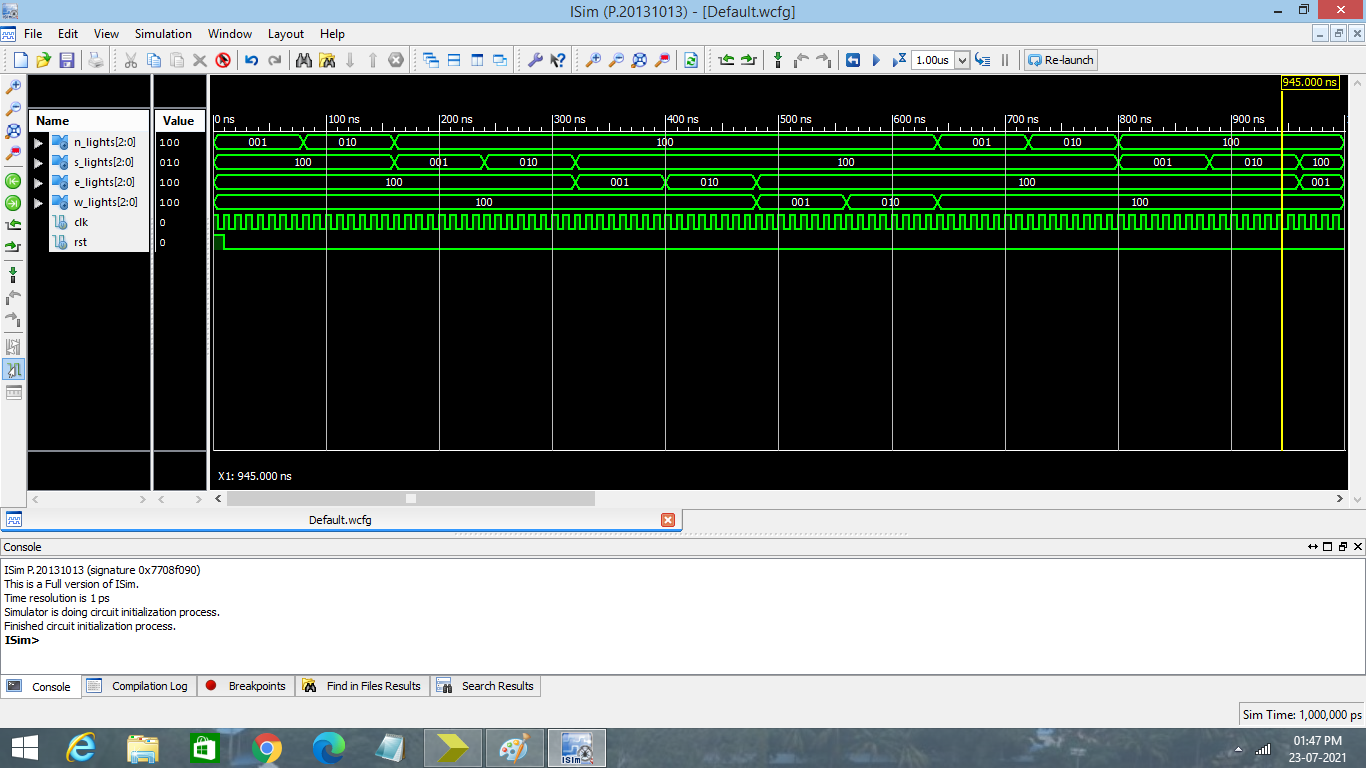 ISim (P.20131013) - [Default.wcfg]
File Edit View Simulation Window Layout Help
1.00us Re-launch
945.000 ns
Name Value
0 ns 100 ns 200 ns 300 ns 400 ns 500 ns 600 ns 700 ns 800 ns 900 ns
n_lights[2:0] 100 001 010 100 001 010 100
s_lights[2:0] 010 100 001 010 100 001 010 100
e_lights[2:0] 100 100 001 010 100 001
w_lights[2:0] 100 100 001 010 100
clk 0
rst 0
X1: 945.000 ns
Default.wcfg
Console
ISim P.20131013 (signature 0x7708f090)
This is a Full version of ISim.
Time resolution is 1 ps
Simulator is doing circuit initialization process.
Finished circuit initialization process.
ISim>
Console Compilation Log Breakpoints Find in Files Results Search Results
Sim Time: 1,000,000 ps
ISim
01:47 PM
23-07-2021